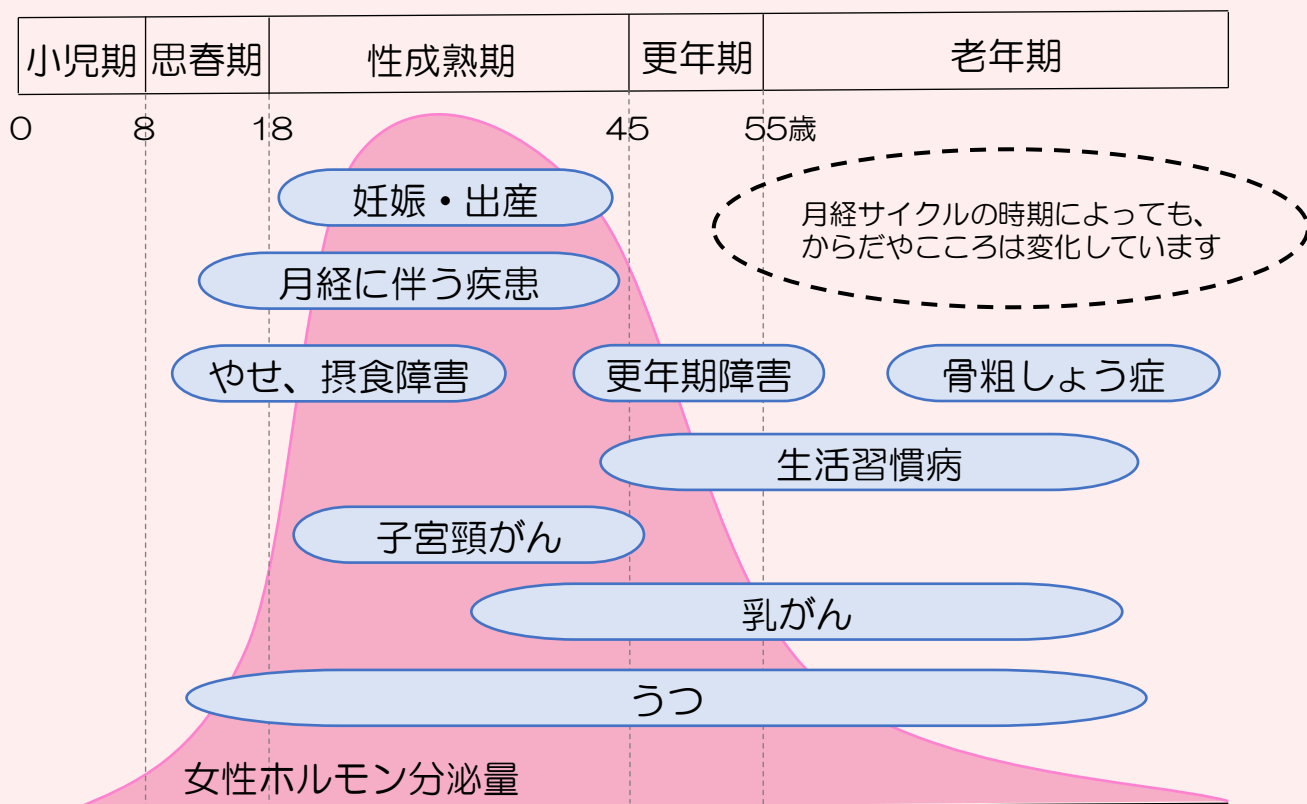 小児期 思春期 性成熟期 更年期 老年期
0 8 18 45 55歳
妊娠・出産
月経サイクルの時期によっても、
からだやこころは変化しています
月経に伴う疾患
やせ、摂食障害 更年期障害 骨粗しょう症
生活習慣病
子宮頸がん
乳がん
うつ
女性ホルモン分泌量